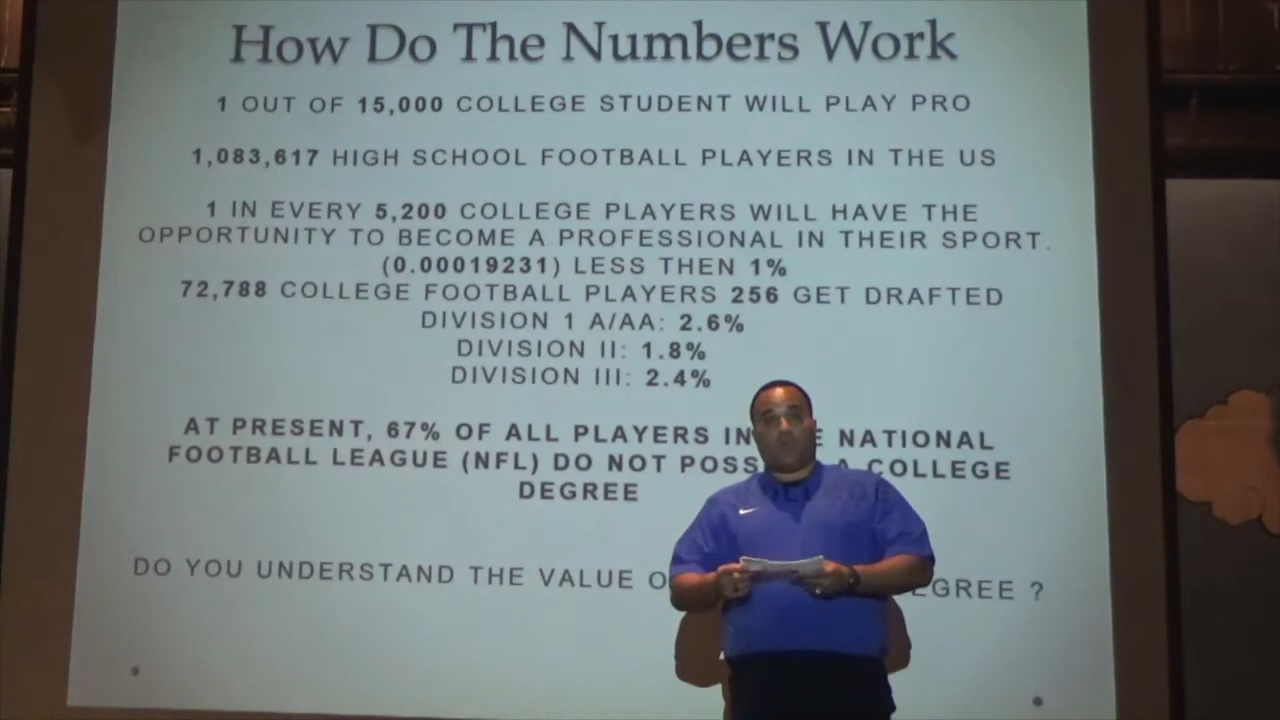 How Do The Numbers Work
1 OUT OF 15,000 COLLEGE STUDENT WILL PLAY PRO
1,083,617 HIGH SCHOOL FOOTBALL PLAYERS IN THE US
1 IN EVERY 5,200 COLLEGE PLAYERS WILL HAVE THE
OPPORTUNITY TO BECOME A PROFESSIONAL IN THEIR SPORT.
(0.00019231) LESS THEN 1%
72,788 COLLEGE FOOTBALL PLAYERS 256 GET DRAFTED
DIVISION 1 A/AA: 2.6%
DIVISION II: 1.8%
DIVISION III: 2.4%
AT PRESENT, 67% OF ALL PLAYERS IN NATIONAL
FOOTBALL LEAGUE (NFL) DO NOT A COLLEGE
DEGREE
DO YOU UNDERSTAND THE VALUE ?